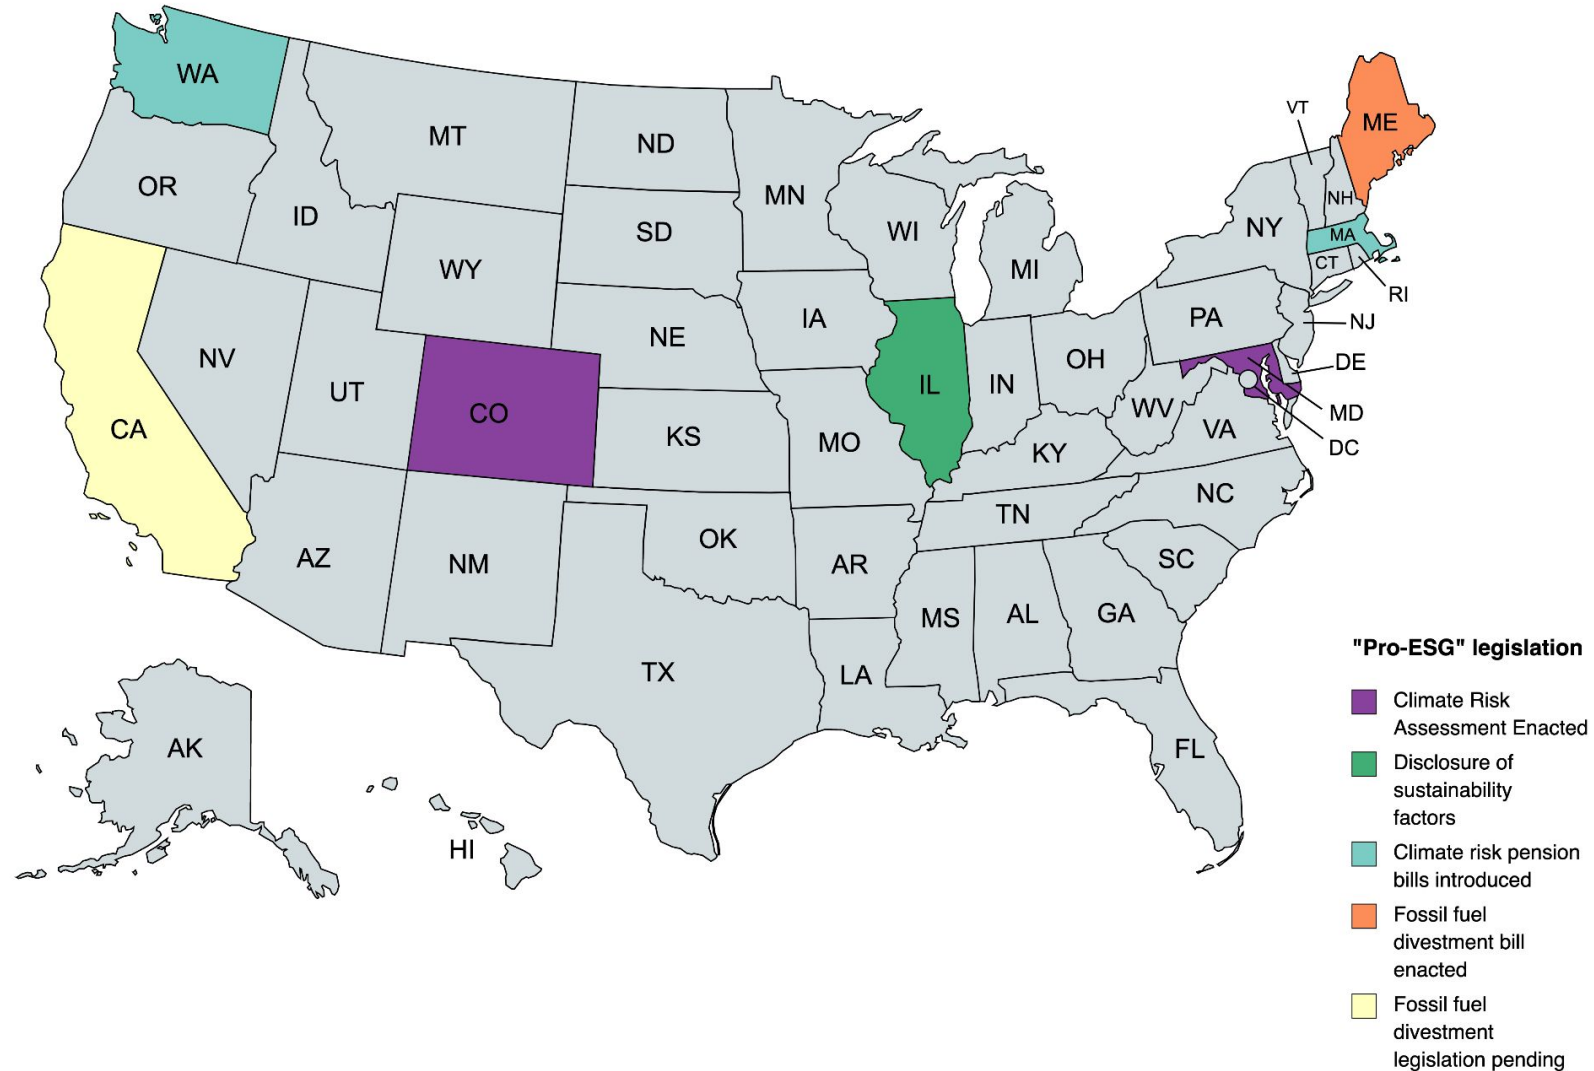 WA
MT
ND
VT
ME
OR
ID
MN
SD
WI
NH
NY
MA
WY
MI
CT
RI
IA
PA
NJ
NE
NV
OH
DE
UT
IL
IN
CO
WV
MD
CA
KS
MO
VA
DC
KY
NC
TN
OK
AZ
NM
AR
SC
MS
AL
GA
TX
LA
"Pro-ESG" legislation
Climate Risk
Assessment Enacted
AK
FL
Disclosure of
sustainability
factors
HI
Climate risk pension
bills introduced
Fossil fuel
divestment bill
enacted
Fossil fuel
divestment
legislation pending